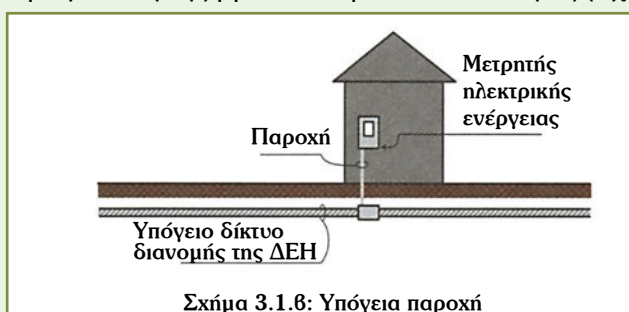 Μετρητής
ηλεκτρικής
ενέργειας
Παροχή
Υπόγειο δίκτυο
διανομής της ΔΕΗ
Σχήμα 3.1.6: Υπόγεια παροχή